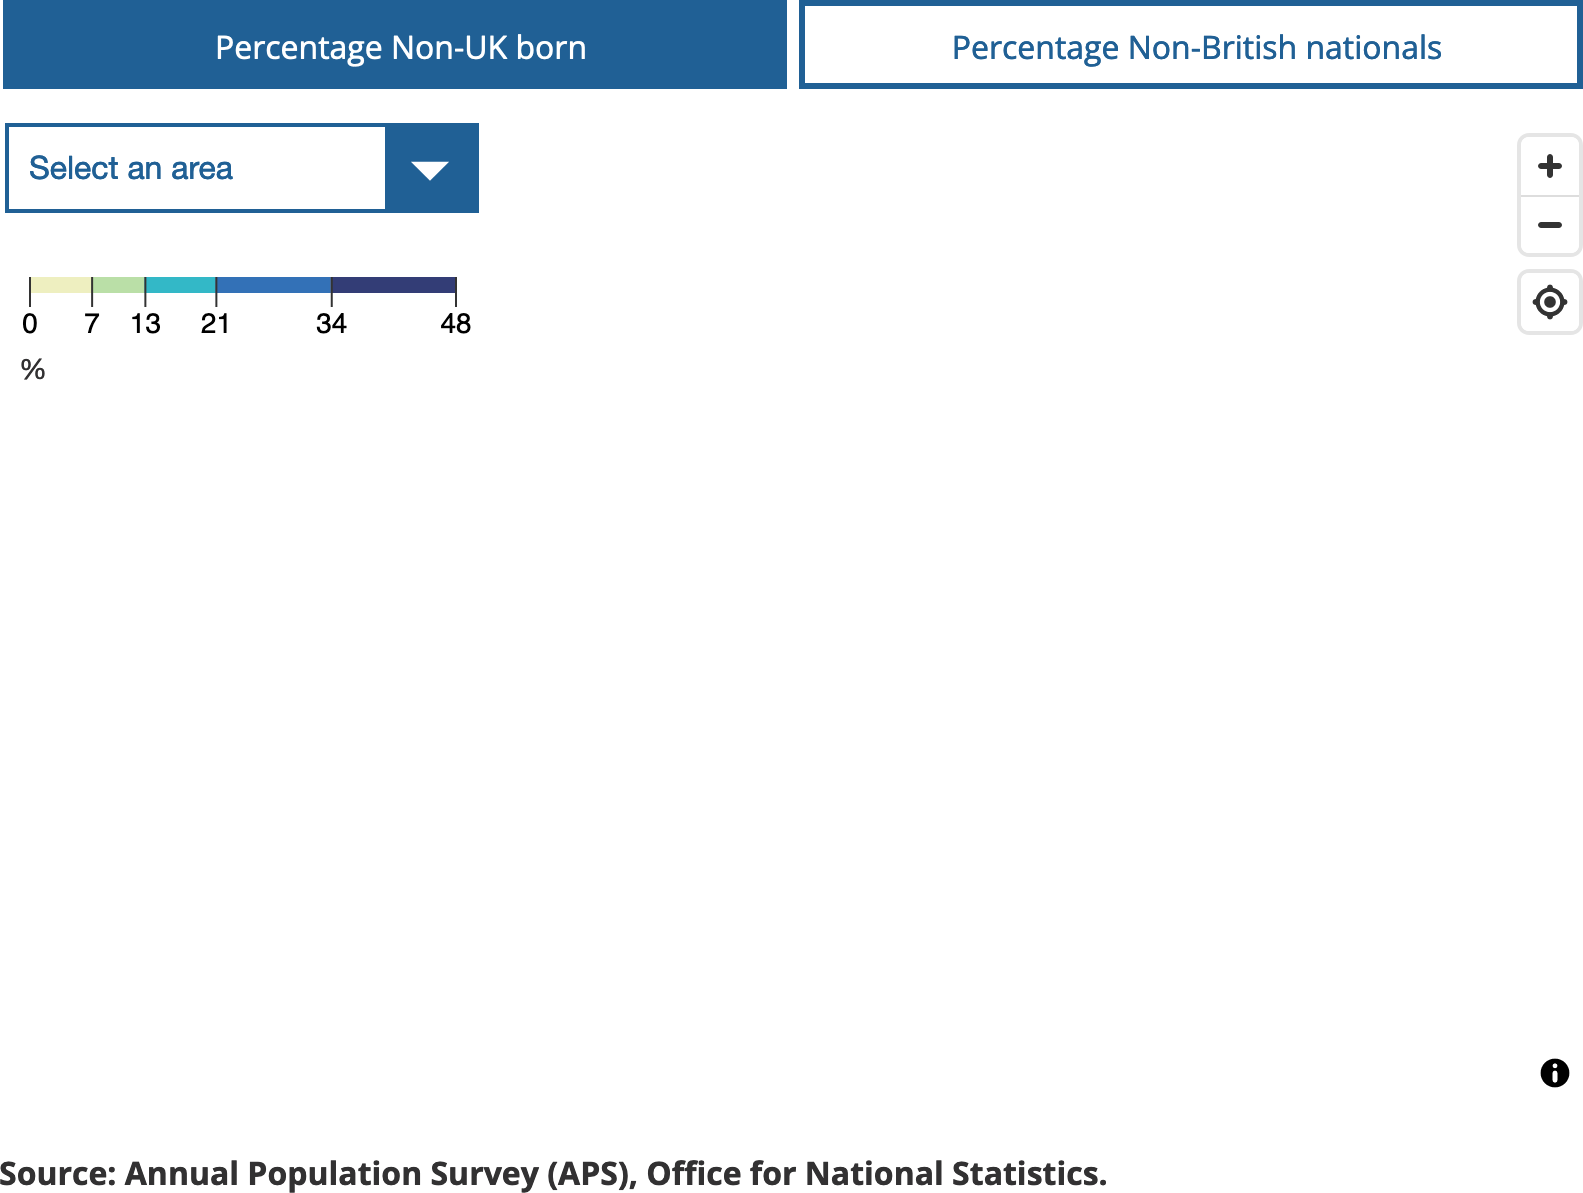 Percentage Non-UK born
Percentage Non-British nationals
Select an area
0 7 13 21 34 48
%
Source: Annual Population Survey (APS), Office for National Statistics.